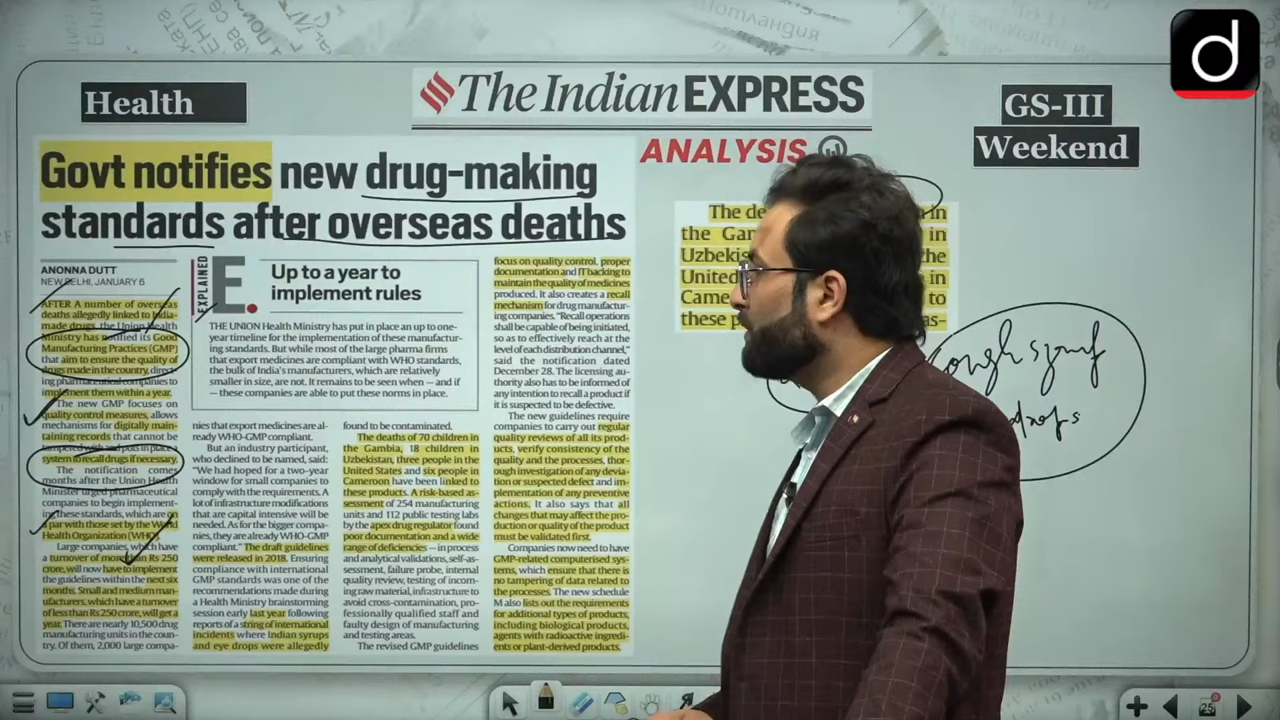 Health
The Indian EXPRESS
GS-III
Weekend
d
Govt notifies new drug-making
standards after overseas deaths
ANONNA DUTT
NEW DELHI, JANUARY 6
AFTER A number of overseas
deaths allegedly linked to India-
made drugs, the Union Health
Ministry has notified its Good
Manufacturing Practices (GMP)
that aim to ensure the quality of
drugs made in the country, direct-
ing pharmaceutical companies to
implement them within a year.
The new GMP focuses on
quality control measures, allows
mechanisms for digitally main-
taining records that cannot be
tampered with and puts in place
system to recall drugs if necessary.
The notification comes
months after the Union Health
Minister urged pharmaceutical
companies to begin implement-
ing these standards, which are on
a par with those set by the World
Health Organization (WHO).
Large companies, which have
a turnover of more than Rs 250
crore, will now have to implement
the guidelines within the next six
months. Small and medium man-
ufacturers, which have a turnover
of less than Rs 250 crore, will get a
year. There are nearly 10,500 drug
manufacturing units in the coun-
try. Of them, 2,000 large compa-
EXPLAINED
E.
Up to a year to
implement rules
THE UNION Health Ministry has put in place an up to one-
year timeline for the implementation of these manufactur-
ing standards. But while most of the large pharma firms
that export medicines are compliant with WHO standards,
the bulk of India's manufacturers, which are relatively
smaller in size, are not. It remains to be seen when — and if
— these companies are able to put these norms in place.
nies that export medicines are al-
ready WHO-GMP compliant.
But an industry participant,
who declined to be named, said:
"We had hoped for a two-year
window for small companies to
comply with the requirements. A
lot of infrastructure modifications
that are capital intensive will be
needed. As for the bigger compa-
nies, they are already WHO-GMP
compliant." The draft guidelines
were released in 2018. Ensuring
compliance with international
GMP standards was one of the
recommendations made during
a Health Ministry brainstorming
session early last year following
reports of a string of international
incidents where Indian syrups
and eye drops were allegedly
found to be contaminated.
The deaths of 70 children in
the Gambia, 18 children in
Uzbekistan, three people in the
United States and six people in
Cameroon have been linked to
these products. A risk-based as-
sessment of 254 manufacturing
units and 112 public testing labs
by the apex drug regulator found
poor documentation and a wide
range of deficiencies — in process
and analytical validations, self-as-
sessment, failure probe, internal
quality review, testing of incom-
ing raw material, infrastructure to
avoid cross-contamination, pro-
fessionally qualified staff and
faulty design of manufacturing
and testing areas.
The revised GMP guidelines
focus on quality control, proper
documentation and IT backing to
maintain the quality of medicines
produced. It also creates a recall
mechanism for drug manufactur-
ing companies. "Recall operations
shall be capable of being initiated,
so as to effectively reach at the
level of each distribution channel,"
said the notification dated
December 28. The licensing au-
thority also has to be informed of
any intention to recall a product if
it is suspected to be defective.
The new guidelines require
companies to carry out regular
quality reviews of all its prod-
ucts, verify consistency of the
quality and the processes, thor-
ough investigation of any devia-
tion or suspected defect and im-
plementation of any preventive
actions. It also says that all
changes that may affect the pro-
duction or quality of the product
must be validated first.
Companies now need to have
GMP-related computerised sys-
tems, which ensure that there is
no tampering of data related to
the processes. The new schedule
M also lists out the requirements
for additional types of products,
including biological products,
agents with radioactive ingredi-
ents or plant-derived products.
ANALYSIS
The de in
the Gam in
Uzbekis the
United in
Came to
these p as-
syrup
drops
25